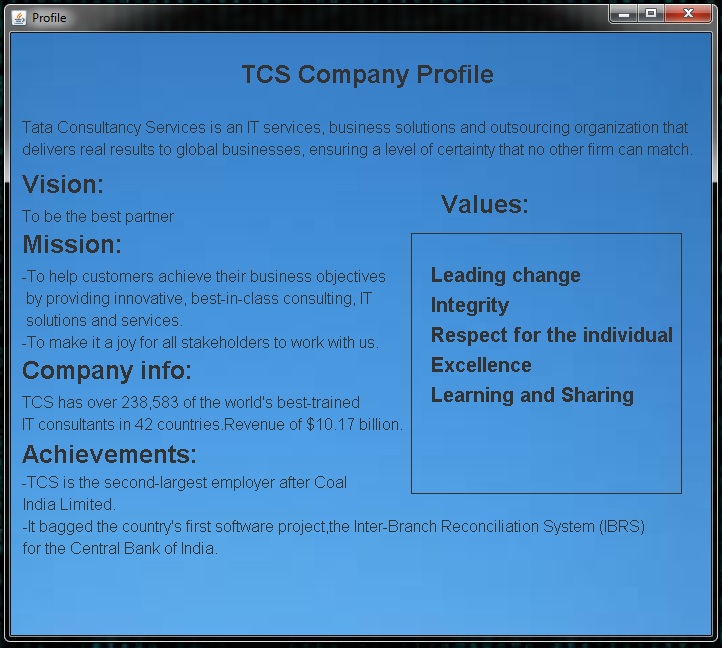 Profile
TCS Company Profile
Tata Consultancy Services is an IT services, business solutions and outsourcing organization that
delivers real results to global businesses, ensuring a level of certainty that no other firm can match.
Vision:
To be the best partner
Mission:
-To help customers achieve their business objectives
by providing innovative, best-in-class consulting, IT
solutions and services.
-To make it a joy for all stakeholders to work with us.
Company info:
TCS has over 238,583 of the world's best-trained
IT consultants in 42 countries.Revenue of $10.17 billion.
Achievements:
-TCS is the second-largest employer after Coal
India Limited.
-It bagged the country's first software project,the Inter-Branch Reconciliation System (IBRS)
for the Central Bank of India.
Values:
Leading change
Integrity
Respect for the individual
Excellence
Learning and Sharing